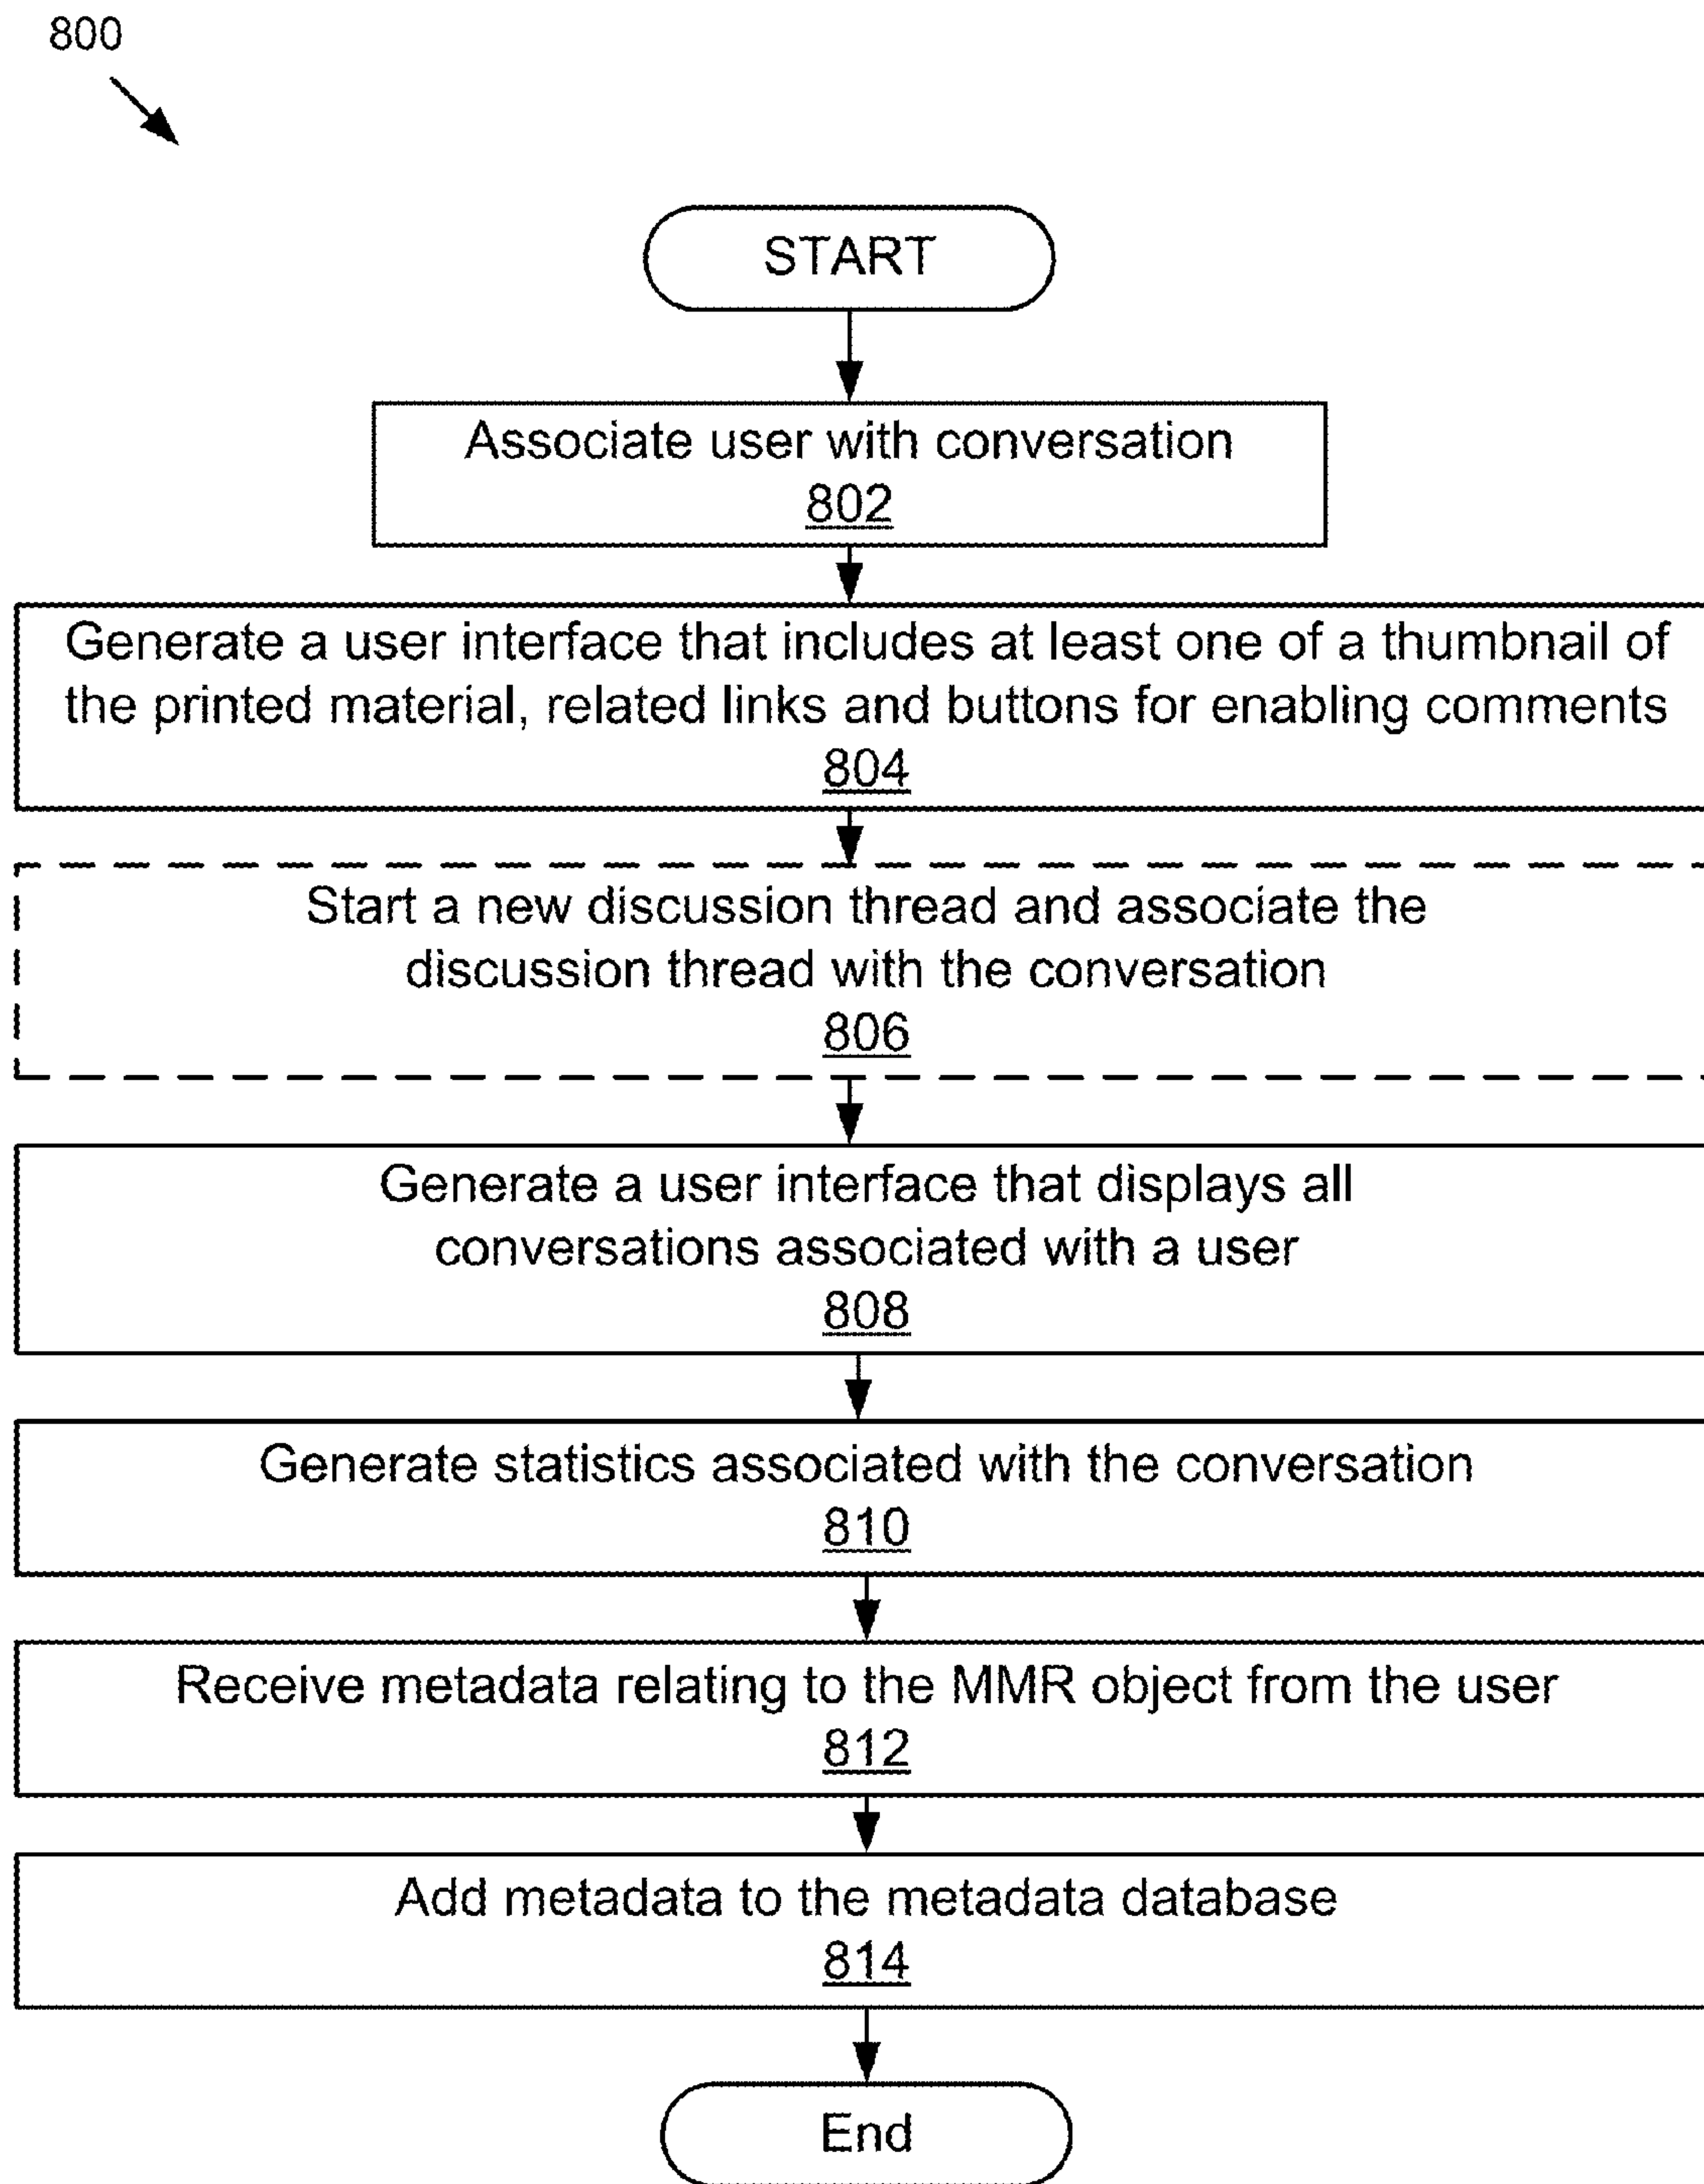 800
START
Associate user with conversation
802
Generate a user interface that includes at least one of a thumbnail of
the printed material, related links and buttons for enabling comments
804
Start a new discussion thread and associate the
discussion thread with the conversation
806
Generate a user interface that displays all
conversations associated with a user
808
Generate statistics associated with the conversation
810
Receive metadata relating to the MMR object from the user
812
Add metadata to the metadata database
814
End